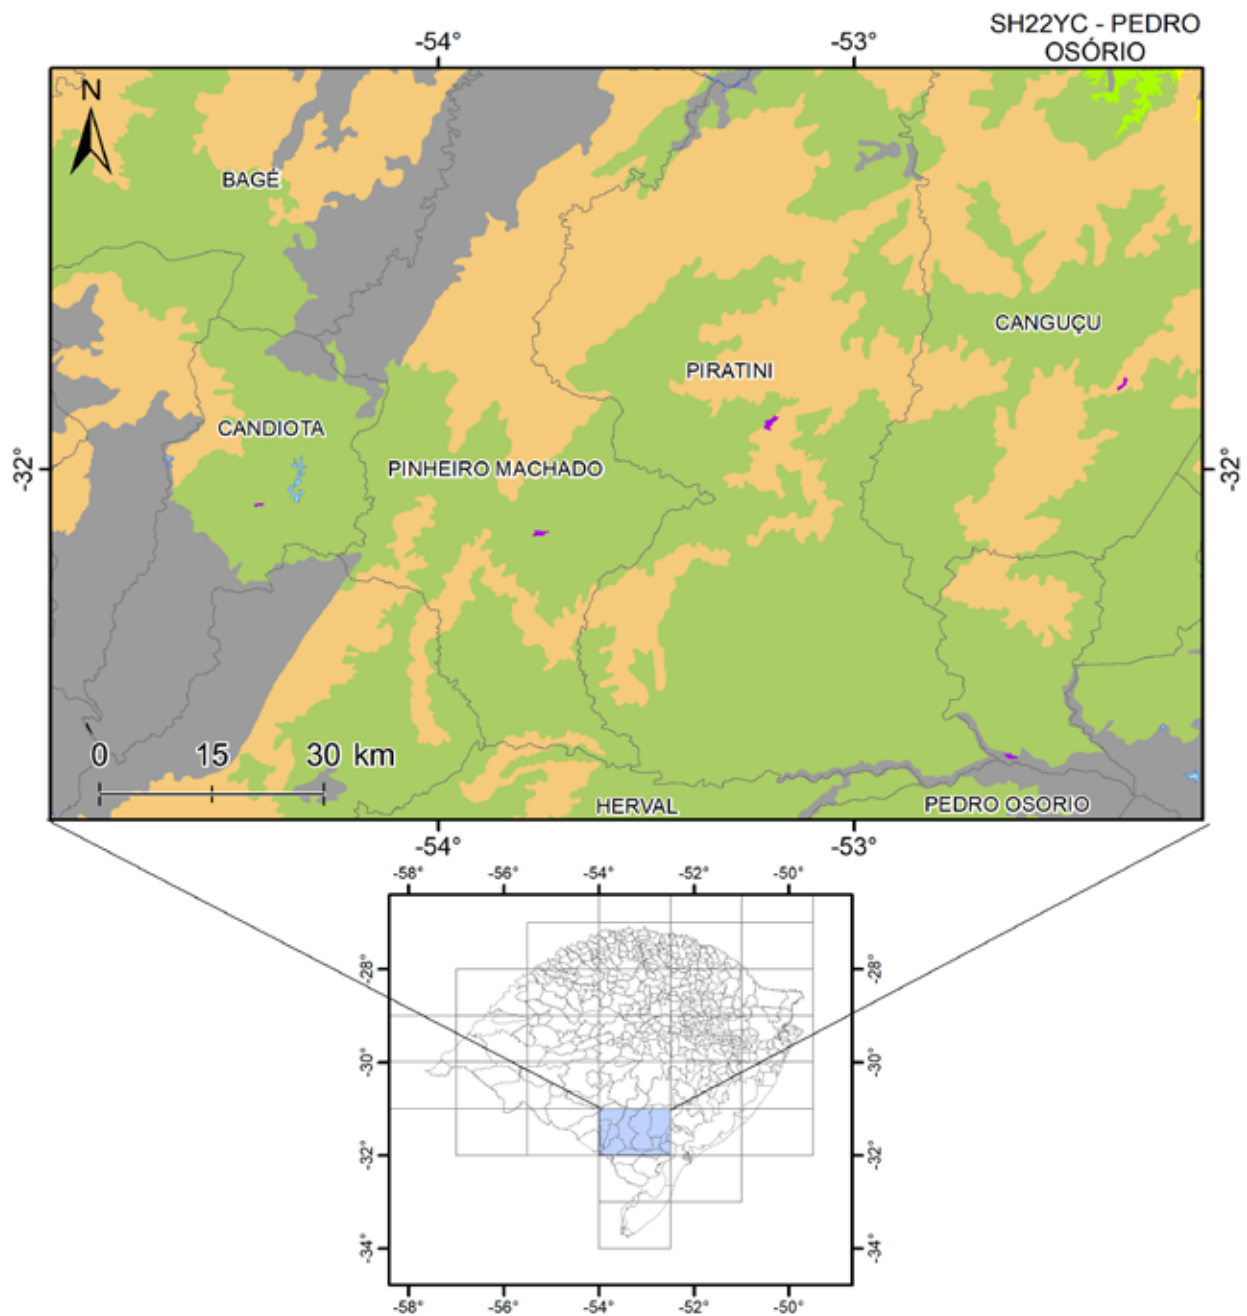 SH22YC - PEDRO
OSÓRIO
-54°
-53°
N
BAGÉ
CANGUÇU
PIRATINI
CANDIOTA
PINHEIRO MACHADO
-32°
-32°
0 15 30 km
HERVAL
PEDRO OSORIO
-54°
-53°
-58° -56° -54° -52° -50°
-28°
-28°
-30°
-30°
-32°
-32°
-34°
-34°
-58° -56° -54° -52° -50°